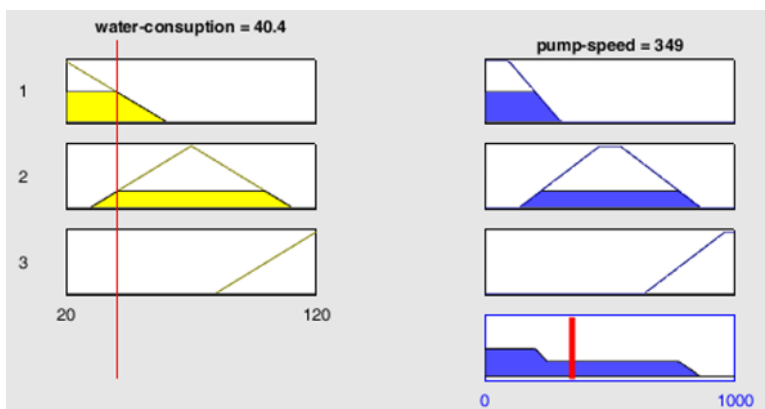 water-consuption = 40.4
pump-speed = 349
1
2
3
20 120
0 1000